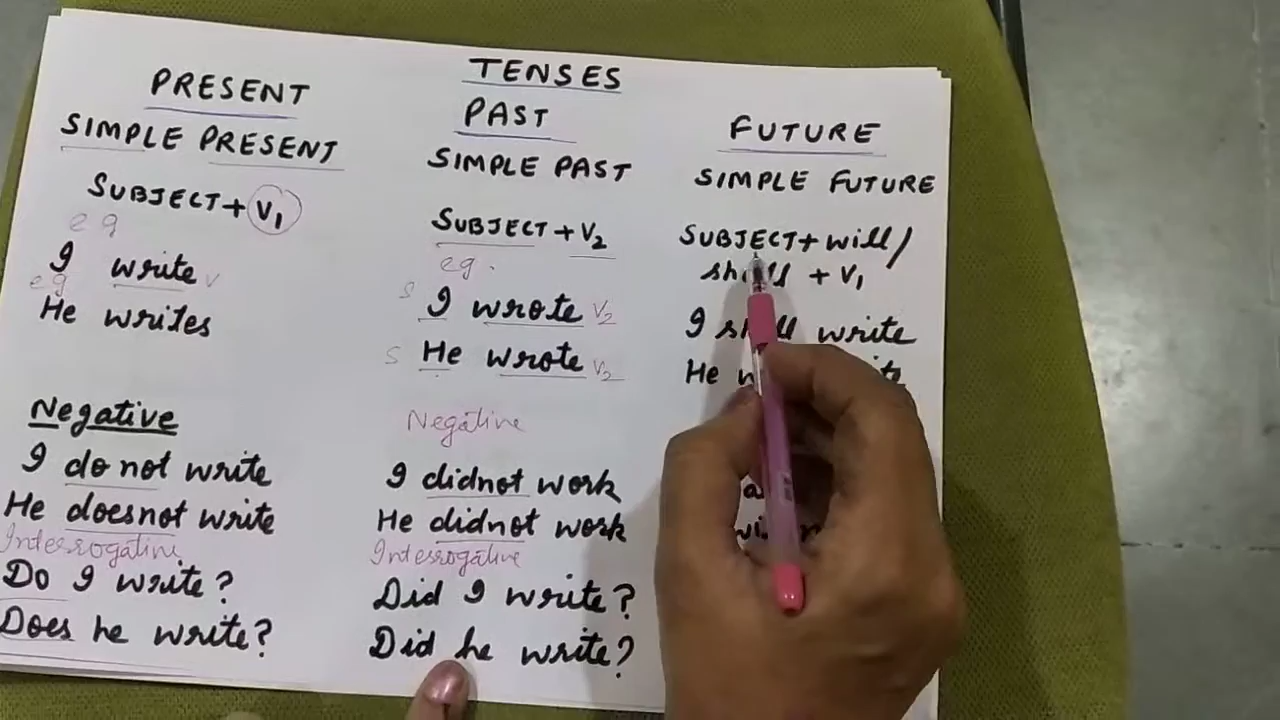 TENSES
PRESENT
SIMPLE PRESENT
SUBJECT + V1
eg
I write v
eg
He writes
Negative
I do not write
He doesnot write
Interrogative
Do I write?
Does he write?
PAST
SIMPLE PAST
SUBJECT + V2
eg.
S I wrote V2
S He wrote V2
Negative
I didnot work
He didnot work
Interrogative
Did I write?
Did he write?
FUTURE
SIMPLE FUTURE
SUBJECT + will/
shall + V1
I shall write
He